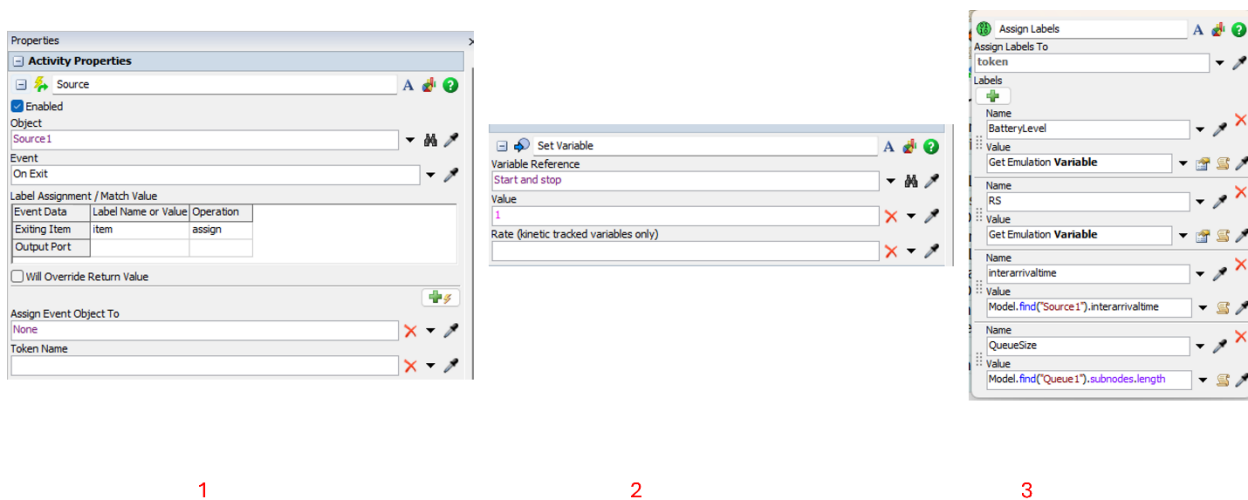 Properties
Activity Properties
Source
Enabled
Object
Source1
Event
On Exit
Label Assignment / Match Value
Event Data Label Name or Value Operation
Exiting Item item assign
Output Port
Will Override Return Value
Assign Event Object To
None
Token Name
Set Variable
Variable Reference
Start and stop
Value
1
Rate (kinetic tracked variables only)
Assign Labels
Assign Labels To
token
Labels
Name
BatteryLevel
Value
Get Emulation Variable
Name
RS
Value
Get Emulation Variable
Name
interarrivaltime
Value
Model.find("Source1").interarrivaltime
Name
QueueSize
Value
Model.find("Queue1").subnodes.length
1 2 3